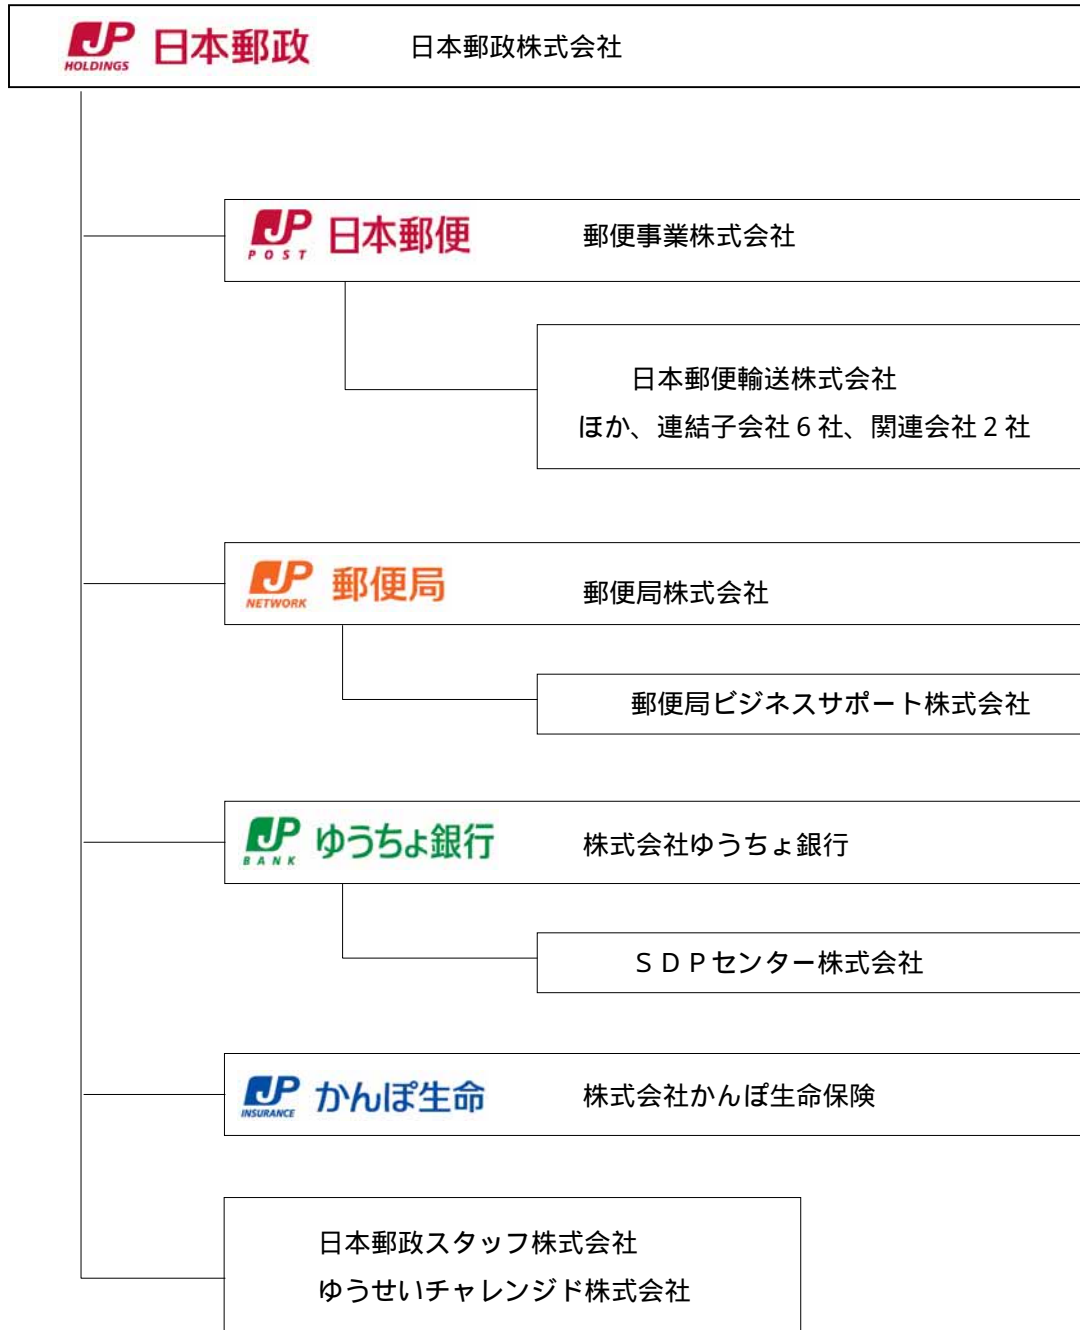 JP 日本郵政 日本郵政株式会社
HOLDINGS
JP 日本郵便 郵便事業株式会社
POST
日本郵便輸送株式会社
ほか、連結子会社6社、関連会社2社
JP 郵便局 郵便局株式会社
NETWORK
郵便局ビジネスサポート株式会社
JP ゆうちょ銀行 株式会社ゆうちょ銀行
BANK
SDPセンター株式会社
JP かんぽ生命 株式会社かんぽ生命保険
INSURANCE
日本郵政スタッフ株式会社
ゆうせいチャレンジド株式会社